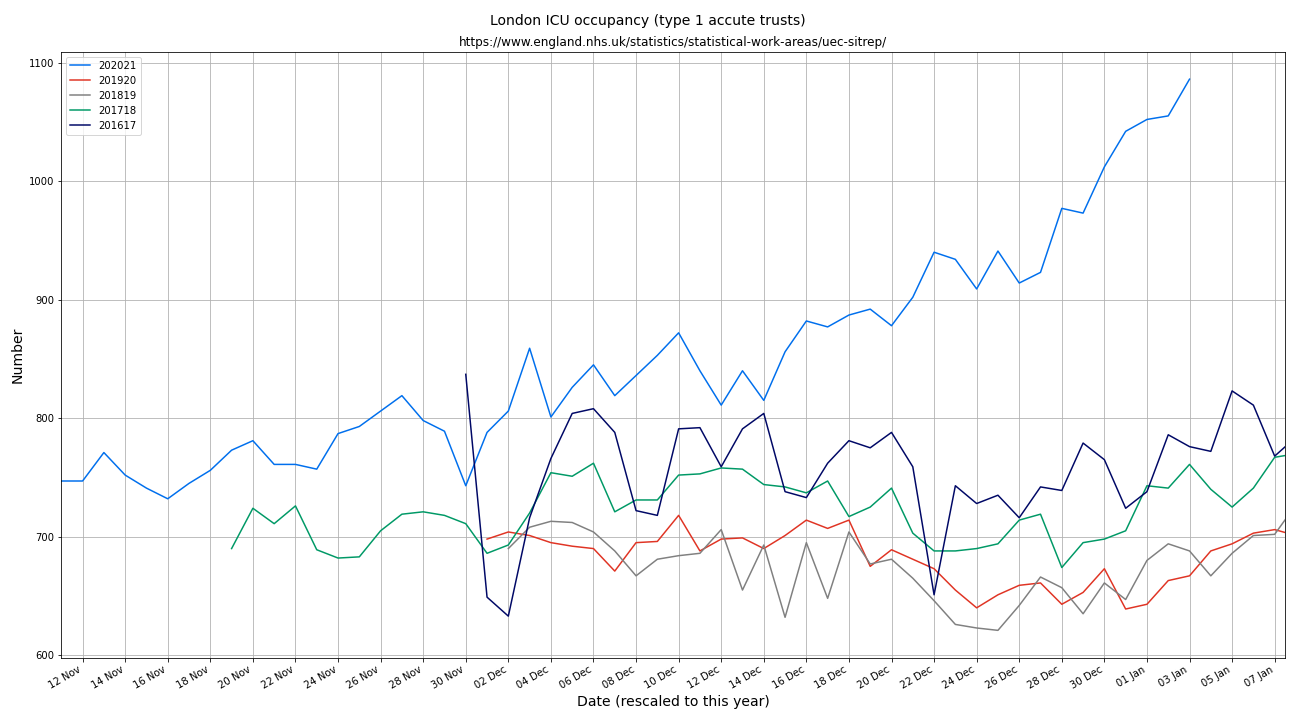 London ICU occupancy (type 1 accute trusts)
https://www.england.nhs.uk/statistics/statistical-work-areas/uec-sitrep/
202021
201920
201819
201718
201617
Number
1100
1000
900
800
700
600
12 Nov
14 Nov
16 Nov
18 Nov
20 Nov
22 Nov
24 Nov
26 Nov
28 Nov
30 Nov
02 Dec
04 Dec
06 Dec
08 Dec
10 Dec
12 Dec
14 Dec
16 Dec
18 Dec
20 Dec
22 Dec
24 Dec
26 Dec
28 Dec
30 Dec
01 Jan
03 Jan
05 Jan
07 Jan
Date (rescaled to this year)